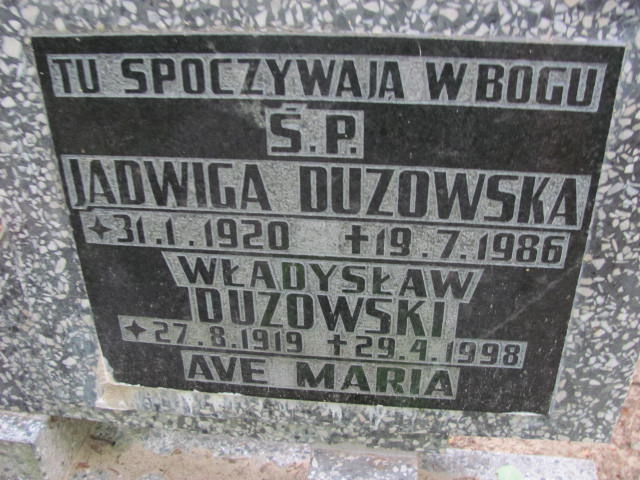 TU SPOCZYWAJĄ W BOGU
Ś.P.
JADWIGA DUZOWSKA
✦31.1.1920 ✝19.7.1986
WŁADYSŁAW
DUZOWSKI
✦27.8.1919 ✝29.4.1998
AVE MARIA